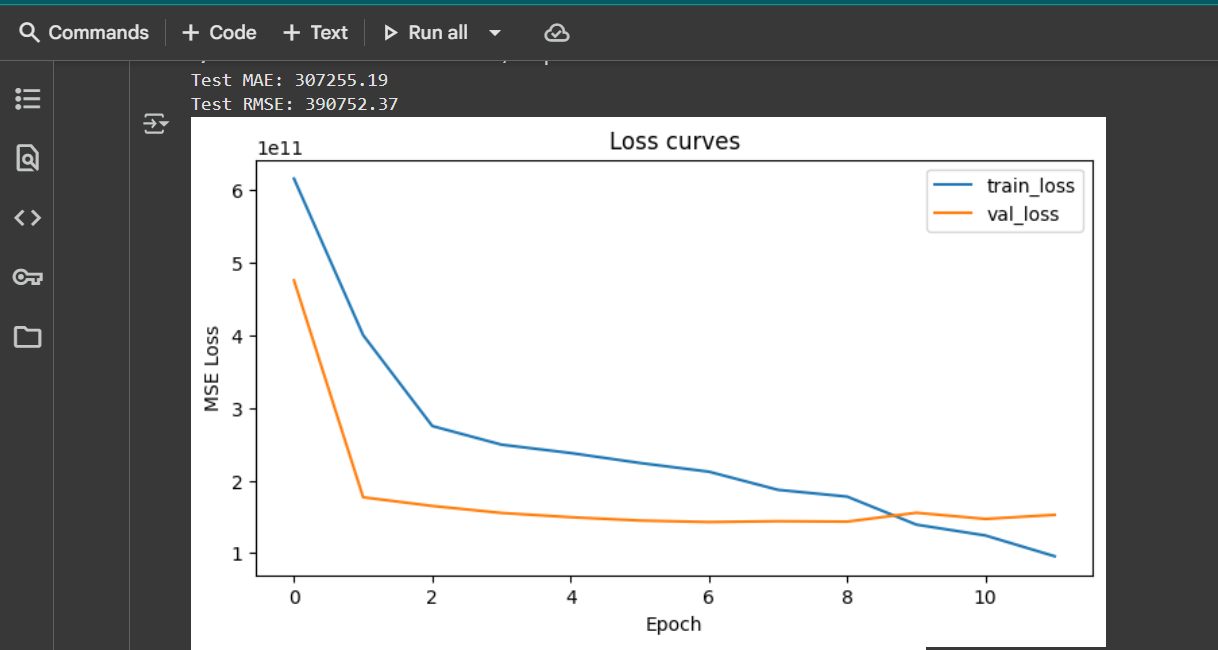 Commands + Code + Text Run all
Test MAE: 307255.19
Test RMSE: 390752.37
Loss curves
1e11
train_loss
val_loss
6
5
4
3
2
1
MSE Loss
0 2 4 6 8 10
Epoch